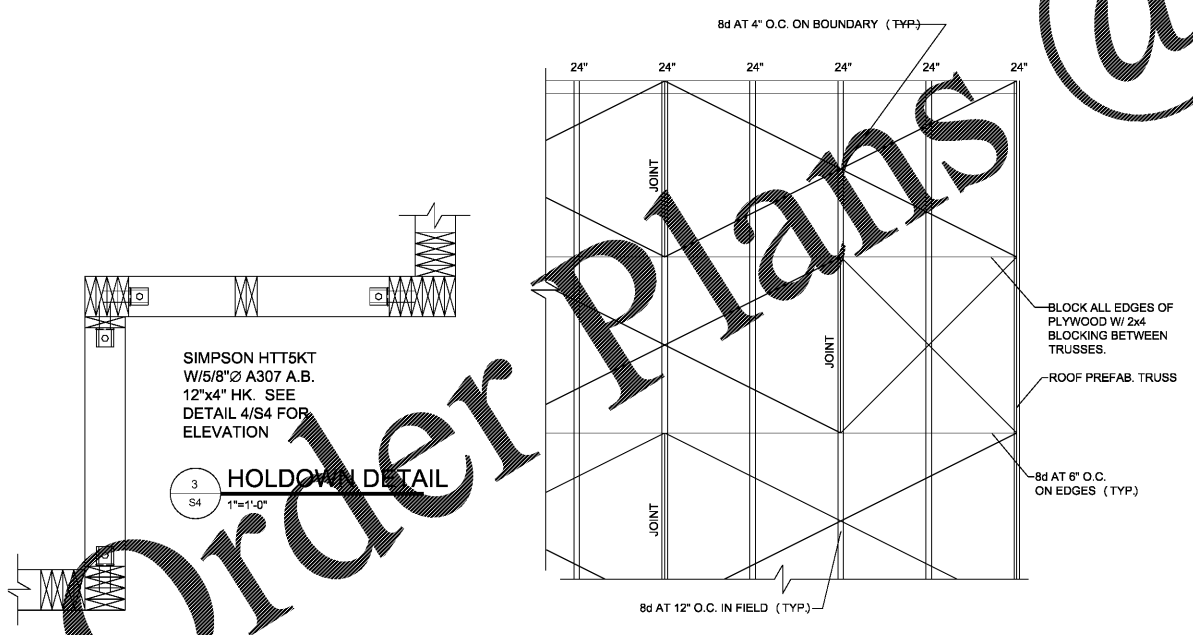 8d AT 4" O.C. ON BOUNDARY (TYP.)
24" 24" 24" 24" 24" 24"
JOINT
JOINT
JOINT
BLOCK ALL EDGES OF
PLYWOOD W/ 2x4
BLOCKING BETWEEN
TRUSSES.
ROOF PREFAB. TRUSS
8d AT 6" O.C.
ON EDGES (TYP.)
8d AT 12" O.C. IN FIELD (TYP.)
SIMPSON HTT5KT
W/5/8"Ø A307 A.B.
12"x4" HK. SEE
DETAIL 4/S4 FOR
ELEVATION
3
S4
HOLDOWN DETAIL
1"=1'-0"
Order Plans @